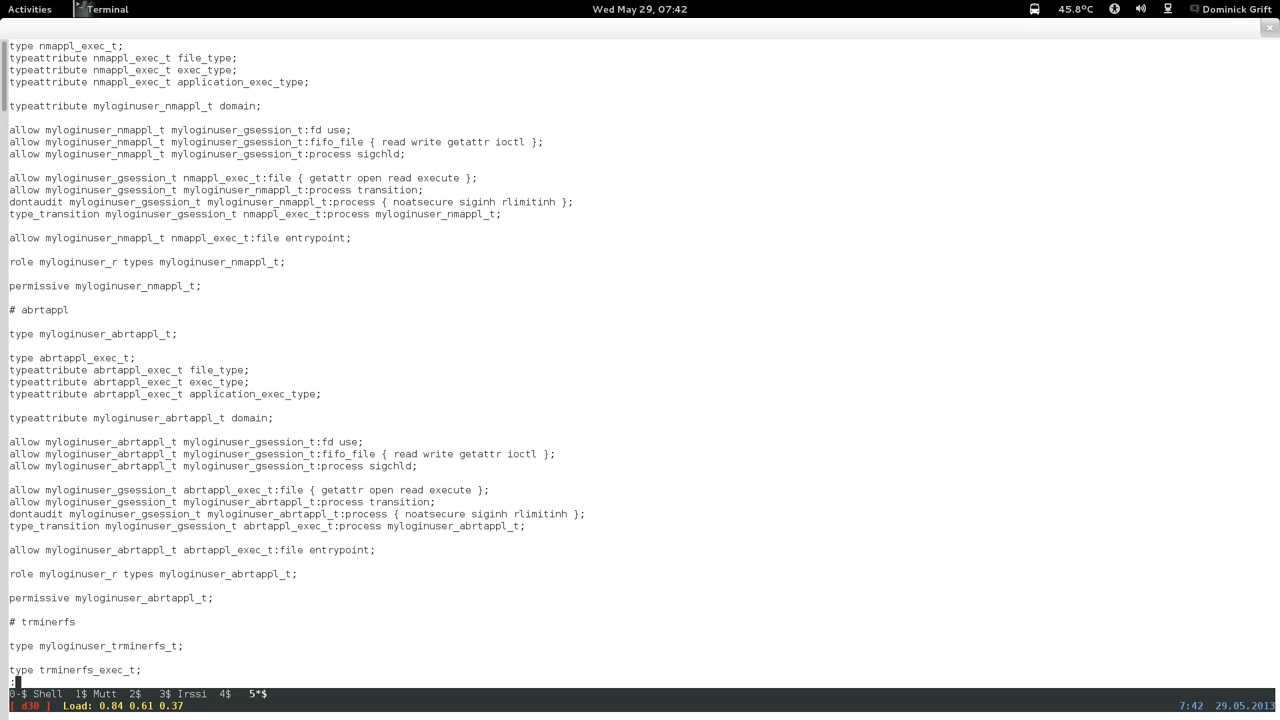 Activities Terminal Wed May 29, 07:42 45.8ºC Dominick Grift
type nmappl_exec_t;
typeattribute nmappl_exec_t file_type;
typeattribute nmappl_exec_t exec_type;
typeattribute nmappl_exec_t application_exec_type;
typeattribute myloginuser_nmappl_t domain;
allow myloginuser_nmappl_t myloginuser_gsession_t:fd use;
allow myloginuser_nmappl_t myloginuser_gsession_t:fifo_file { read write getattr ioctl };
allow myloginuser_nmappl_t myloginuser_gsession_t:process sigchld;
allow myloginuser_gsession_t nmappl_exec_t:file { getattr open read execute };
allow myloginuser_gsession_t myloginuser_nmappl_t:process transition;
dontaudit myloginuser_gsession_t myloginuser_nmappl_t:process { noatsecure siginh rlimitinh };
type_transition myloginuser_gsession_t nmappl_exec_t:process myloginuser_nmappl_t;
allow myloginuser_nmappl_t nmappl_exec_t:file entrypoint;
role myloginuser_r types myloginuser_nmappl_t;
permissive myloginuser_nmappl_t;
# abrtappl
type myloginuser_abrtappl_t;
type abrtappl_exec_t;
typeattribute abrtappl_exec_t file_type;
typeattribute abrtappl_exec_t exec_type;
typeattribute abrtappl_exec_t application_exec_type;
typeattribute myloginuser_abrtappl_t domain;
allow myloginuser_abrtappl_t myloginuser_gsession_t:fd use;
allow myloginuser_abrtappl_t myloginuser_gsession_t:fifo_file { read write getattr ioctl };
allow myloginuser_abrtappl_t myloginuser_gsession_t:process sigchld;
allow myloginuser_gsession_t abrtappl_exec_t:file { getattr open read execute };
allow myloginuser_gsession_t myloginuser_abrtappl_t:process transition;
dontaudit myloginuser_gsession_t myloginuser_abrtappl_t:process { noatsecure siginh rlimitinh };
type_transition myloginuser_gsession_t abrtappl_exec_t:process myloginuser_abrtappl_t;
allow myloginuser_abrtappl_t abrtappl_exec_t:file entrypoint;
role myloginuser_r types myloginuser_abrtappl_t;
permissive myloginuser_abrtappl_t;
# trminerfs
type myloginuser_trminerfs_t;
type trminerfs_exec_t;
:
0-$ Shell 1$ Mutt 2$ 3$ Irssi 4$ 5*$
[ d30 ] Load: 0.84 0.61 0.37 7:42 29.05.2013